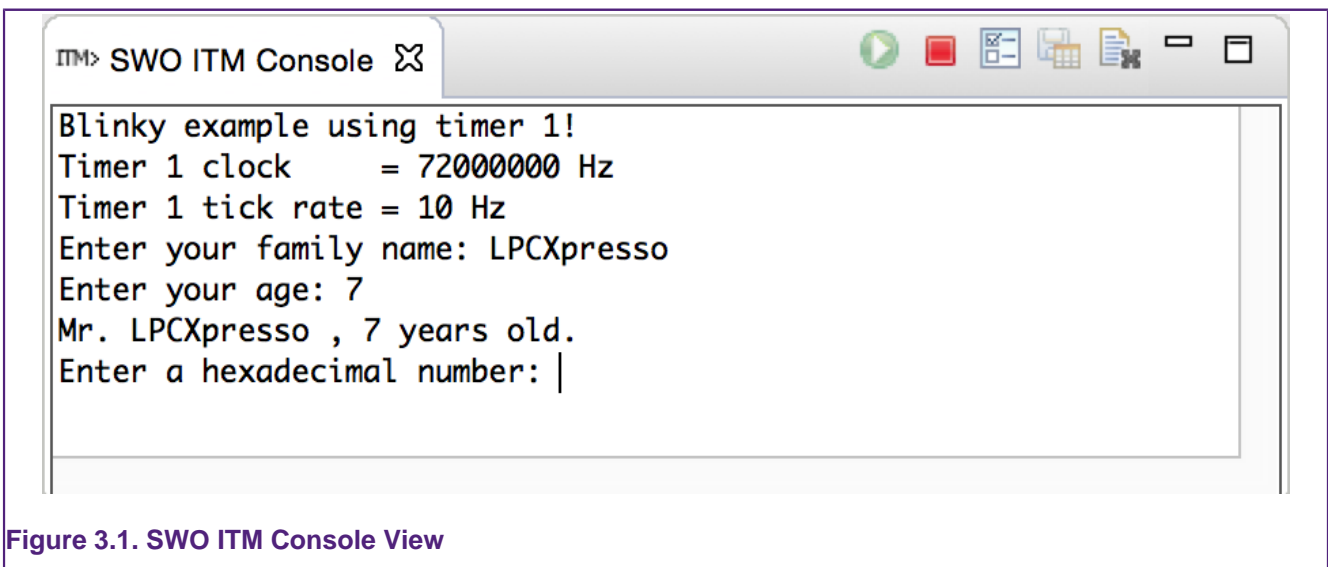 ITM> SWO ITM Console
Blinky example using timer 1!
Timer 1 clock     = 72000000 Hz
Timer 1 tick rate = 10 Hz
Enter your family name: LPCXpresso
Enter your age: 7
Mr. LPCXpresso , 7 years old.
Enter a hexadecimal number:
Figure 3.1. SWO ITM Console View